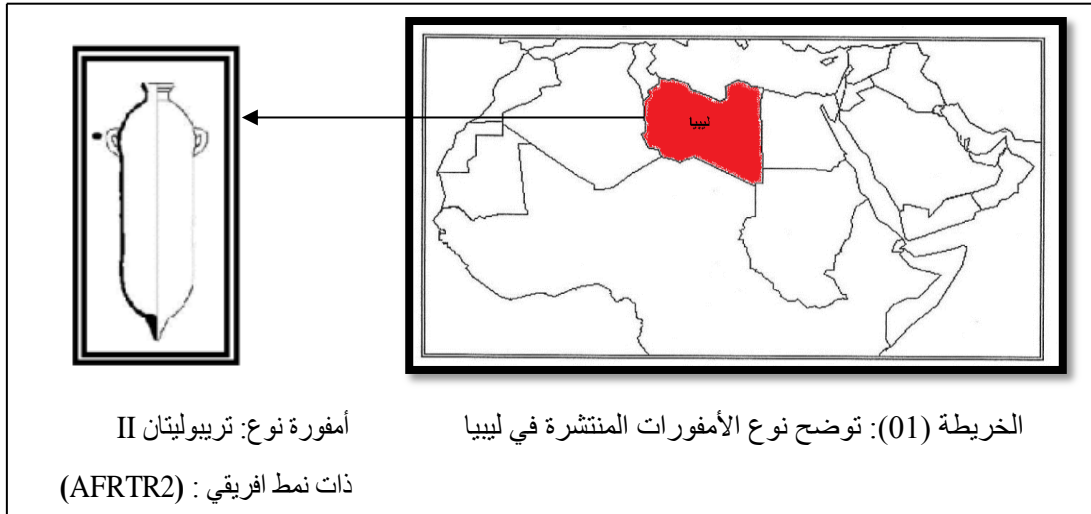 ليبيا
الخريطة (01): توضح نوع الأمفورات المنتشرة في ليبيا
أمفورة نوع: تريبوليتان II
ذات نمط افريقي : (AFRTR2)